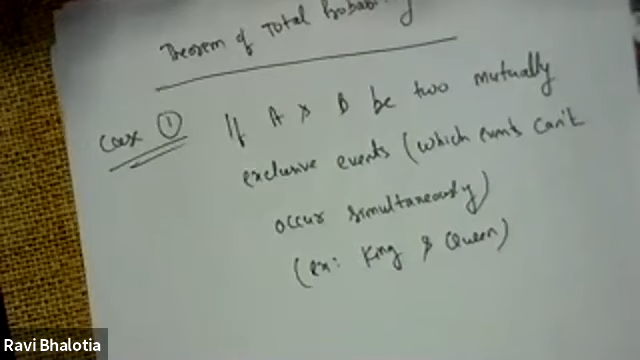 Theorem of Total Probability
Case ① If A & B be two mutually
exclusive events (which events can't
occur simultaneously)
(ex: King & Queen)
Ravi Bhalotia